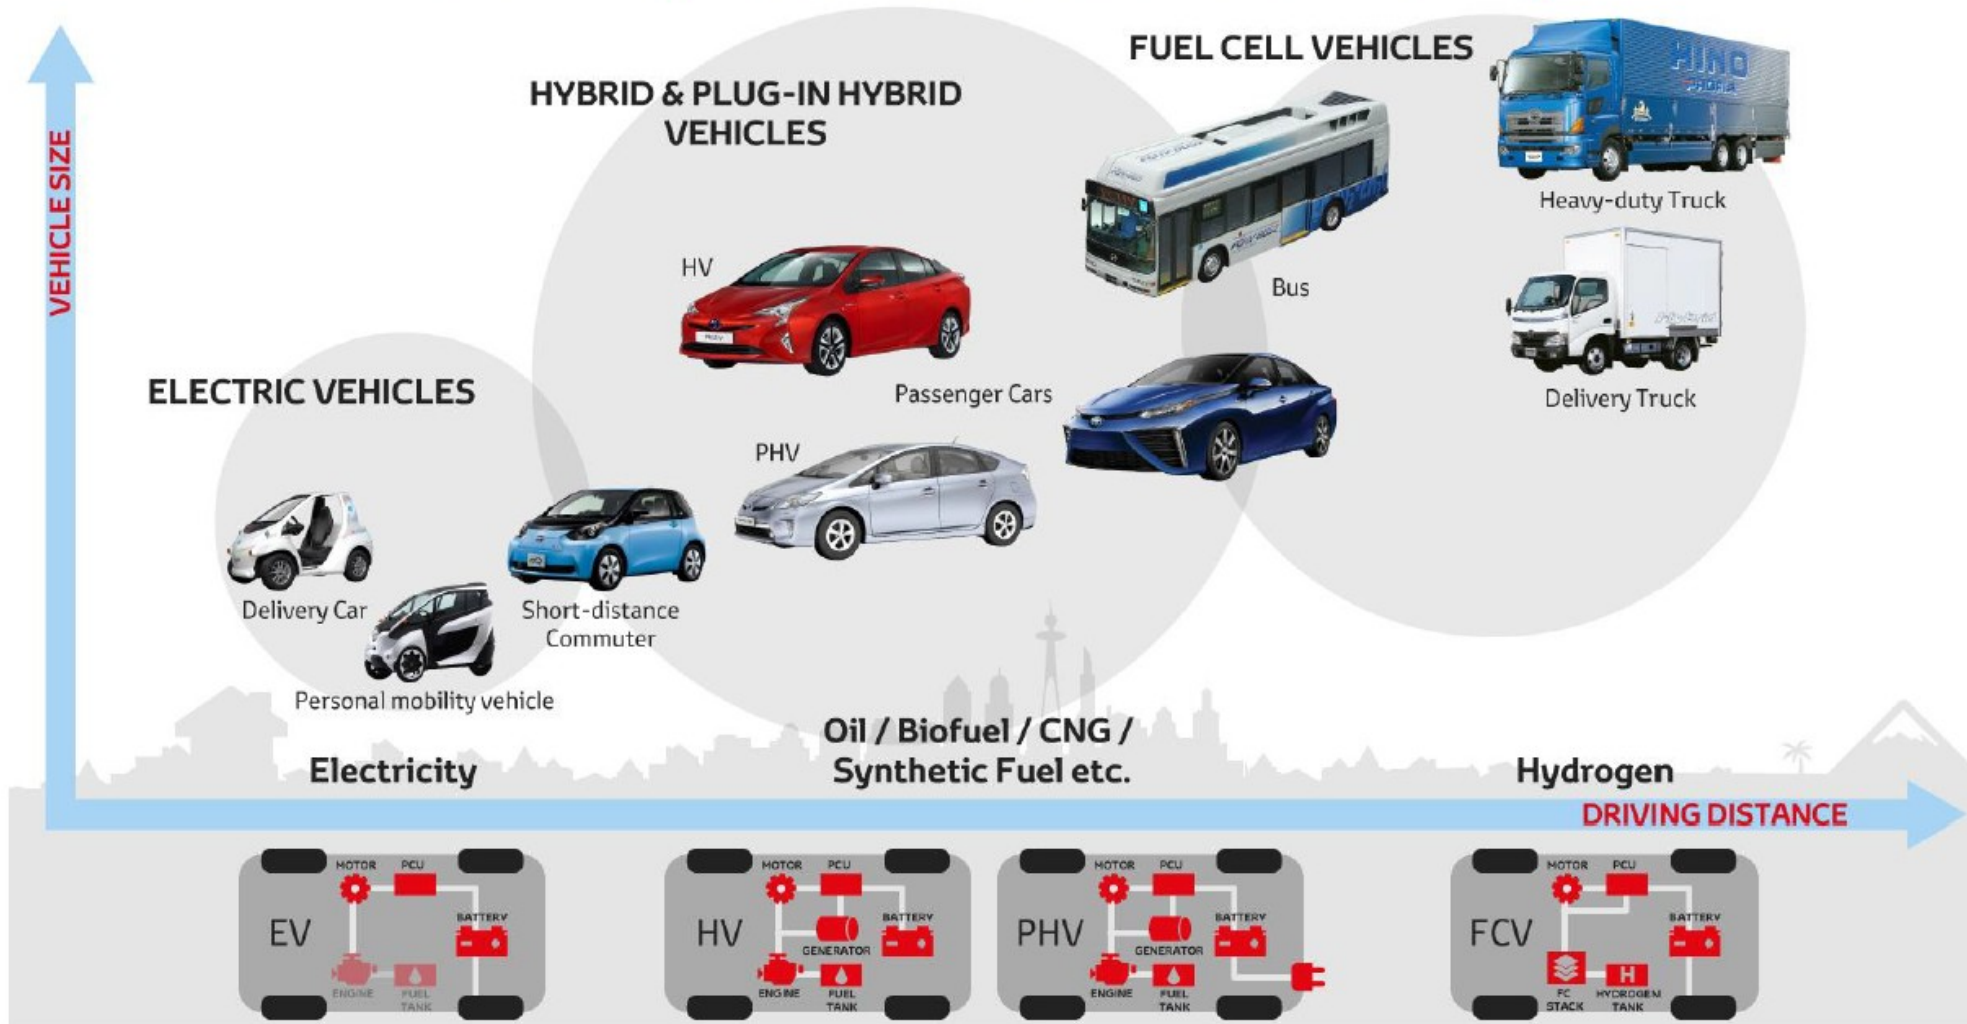 FUEL CELL VEHICLES
HINO
PROFIA
HYBRID & PLUG-IN HYBRID
VEHICLES
VEHICLE SIZE
Heavy-duty Truck
HV
Bus
ELECTRIC VEHICLES
Passenger Cars
Delivery Truck
PHV
Delivery Car
Short-distance
Commuter
Personal mobility vehicle
Oil / Biofuel / CNG /
Synthetic Fuel etc.
Electricity
Hydrogen
DRIVING DISTANCE
EV
MOTOR
PCU
BATTERY
ENGINE
FUEL
TANK
HV
MOTOR
PCU
BATTERY
GENERATOR
ENGINE
FUEL
TANK
PHV
MOTOR
PCU
BATTERY
GENERATOR
ENGINE
FUEL
TANK
FCV
MOTOR
PCU
BATTERY
FC
STACK
H
HYDROGEN
TANK